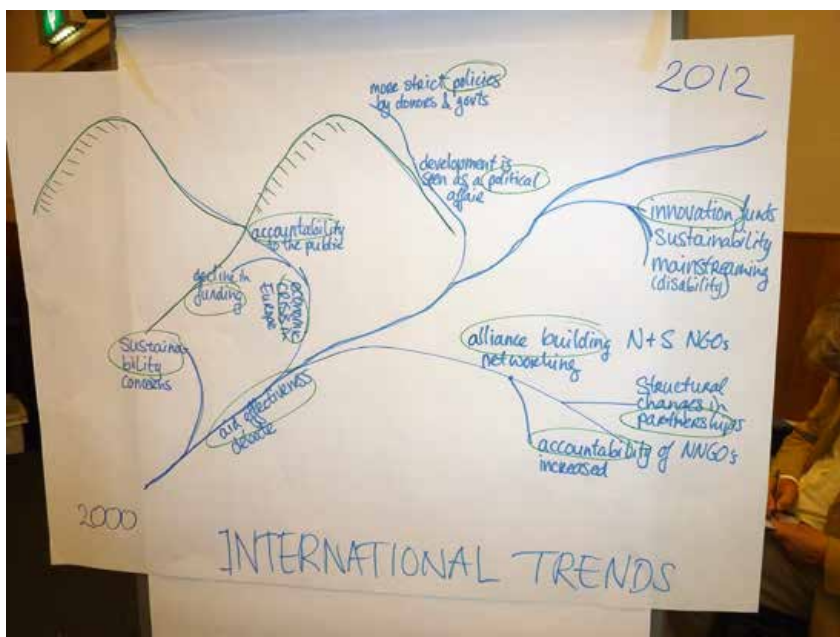 2012
more strict policies
by donors & govts
development is
seen as a political
affair
innovation funds
sustainability
mainstreaming
(disability)
accountability
to the public
decline in
funding
economic
crisis in
Europe
sustaina-
bility
concerns
alliance building N+S NGOs
networking
structural
changes in
partnerships
accountability of NNGOs
increased
aid effectiveness
debate
2000
INTERNATIONAL TRENDS